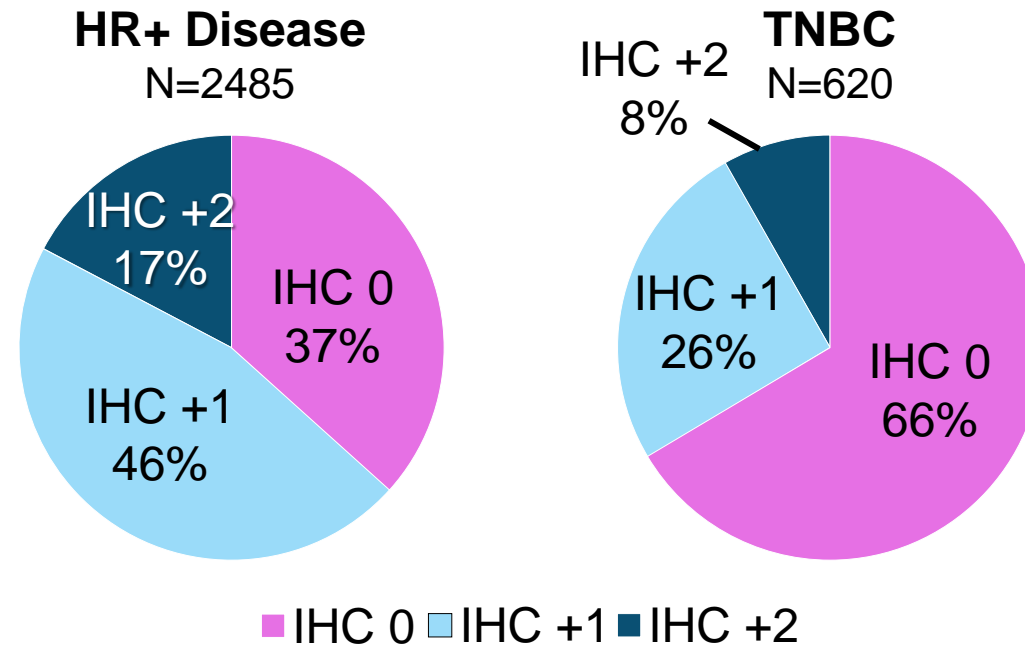 HR+ Disease
N=2485
IHC +2
17%
IHC 0
37%
IHC +1
46%
TNBC
N=620
IHC +2
8%
IHC +1
26%
IHC 0
66%
IHC 0 IHC +1 IHC +2